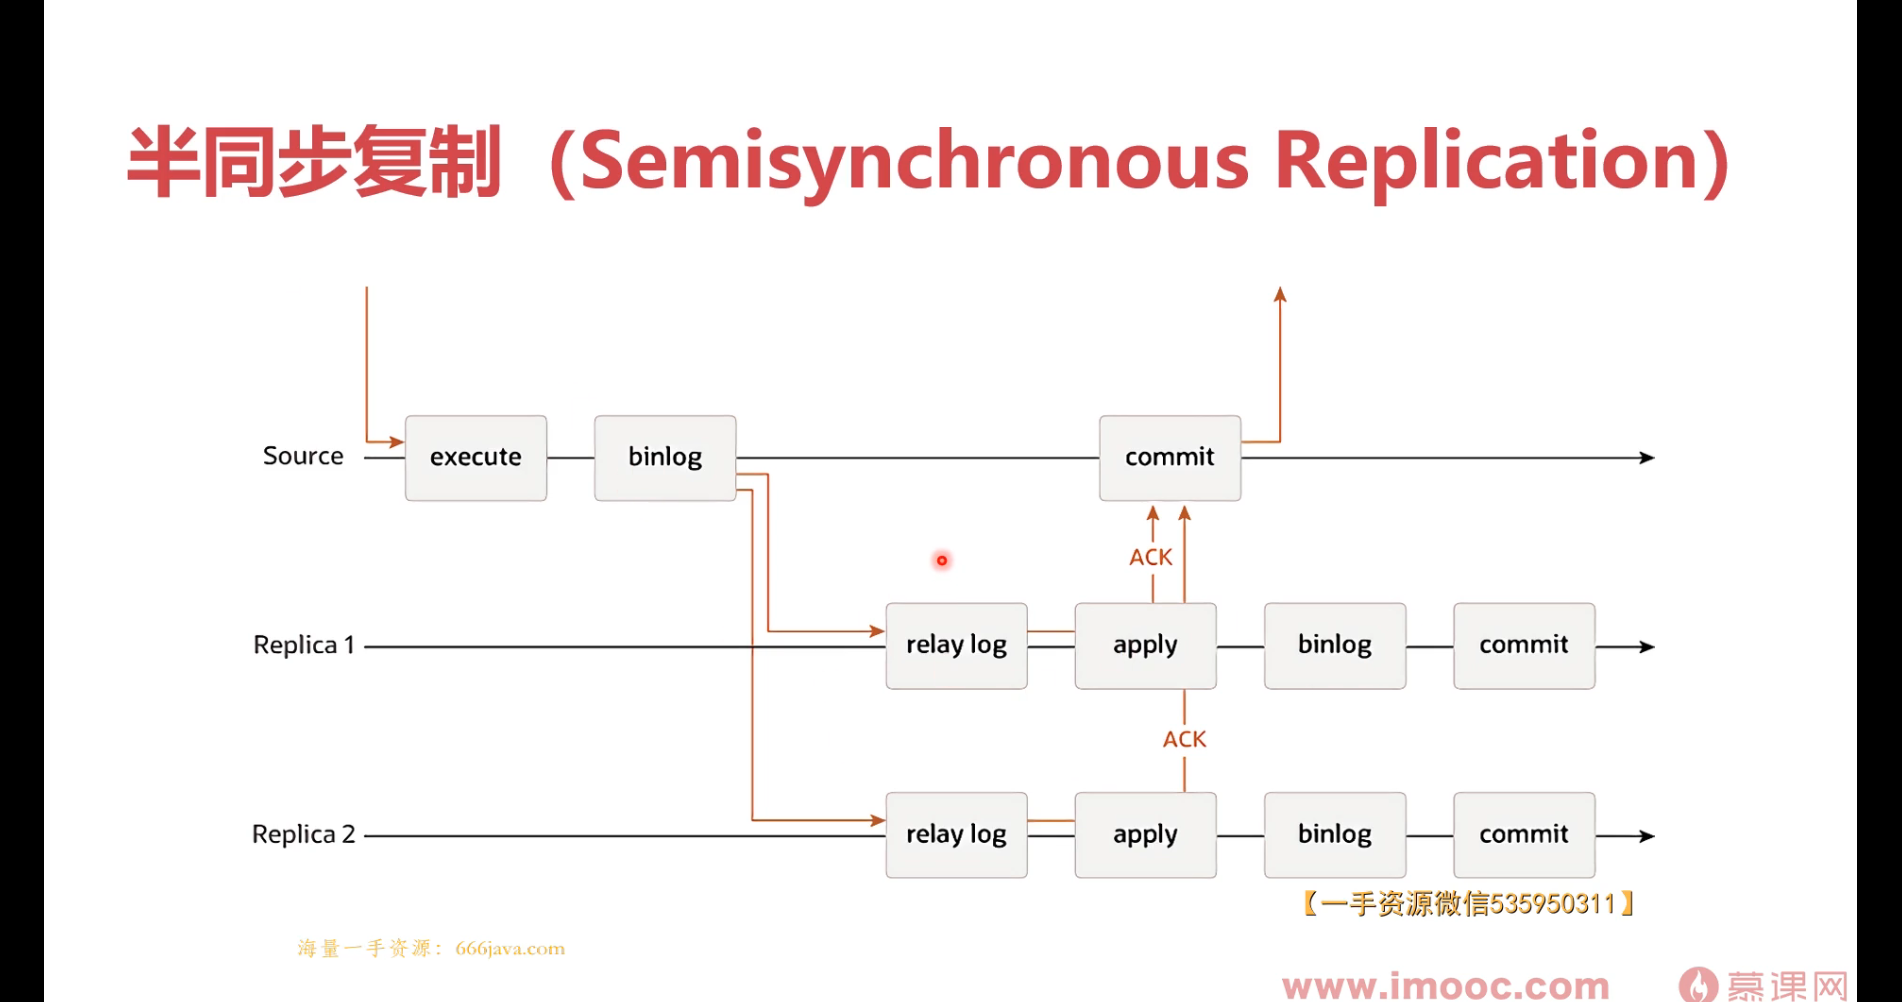 半同步复制（Semisynchronous Replication）
Source execute binlog commit
ACK
Replica 1 relay log apply binlog commit
ACK
Replica 2 relay log apply binlog commit
【一手资源微信535950311】
海量一手资源：666java.com
www.imooc.com 慕课网